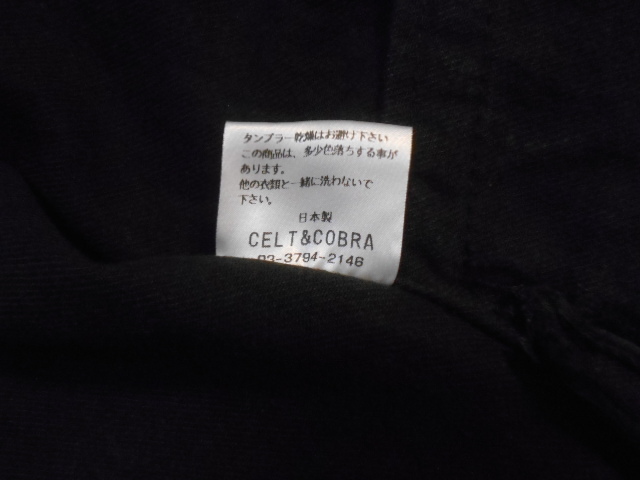 タンブラー乾燥はお避け下さい
この商品は、多少色落ちする事が
あります。
他の衣類と一緒に洗わないで
下さい。
日本製
CELT&COBRA
03-3794-2146